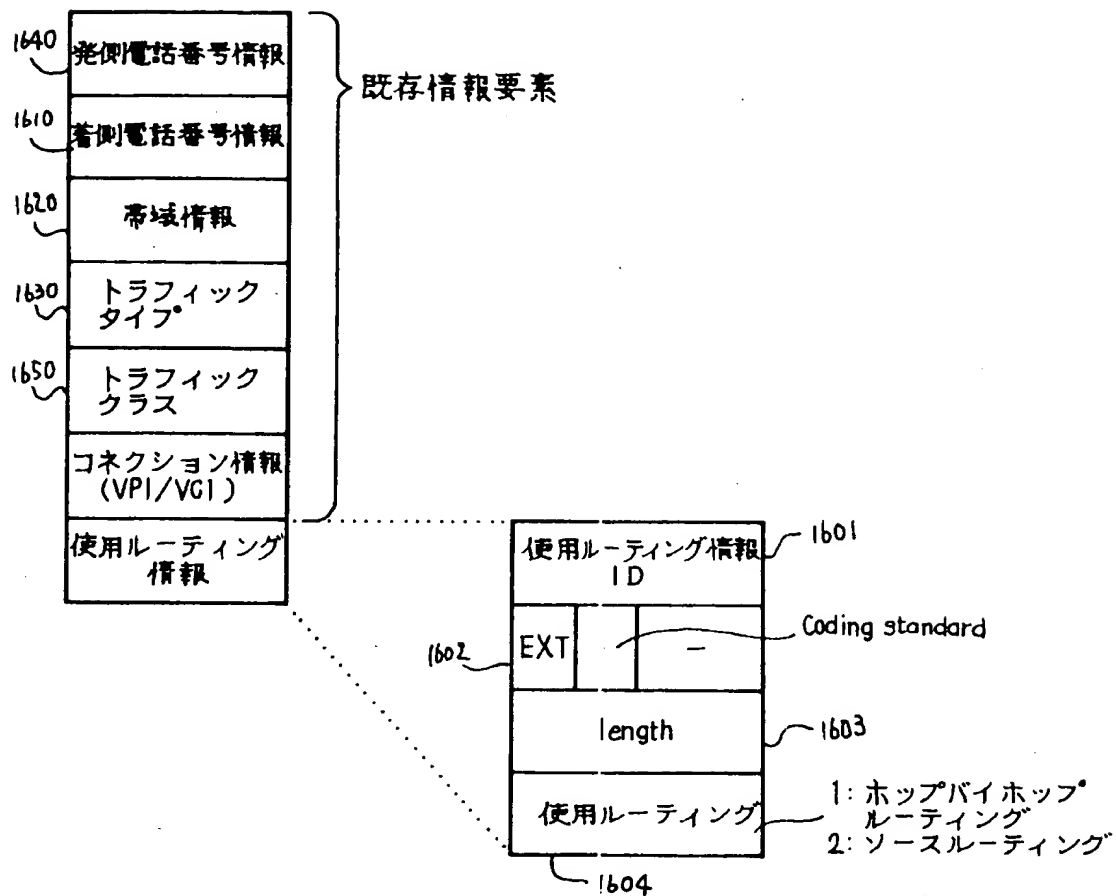 1640
発側電話番号情報
既存情報要素
1610
着側電話番号情報
1620
帯域情報
1630
トラフィック
タイプ
1650
トラフィック
クラス
コネクション情報
(VPI/VCI)
使用ルーティング
情報
使用ルーティング情報
ID
1601
1602
EXT
Coding standard
-
length
1603
使用ルーティング
1: ホップバイホップ
ルーティング
2: ソースルーティング
1604